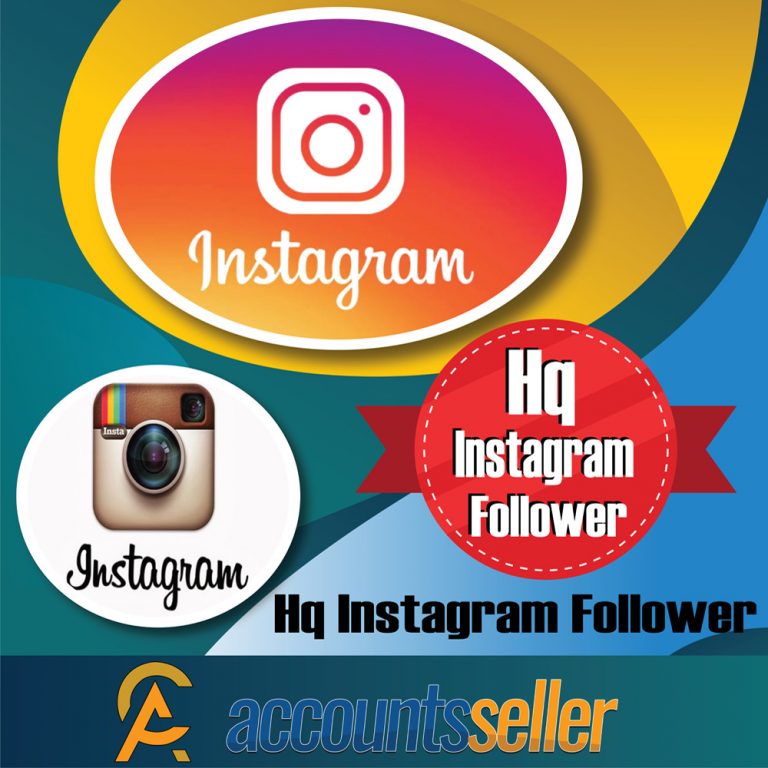 Instagram
Hq
Instagram
Follower
Insta
Instagram
Hq Instagram Follower
accountsseller